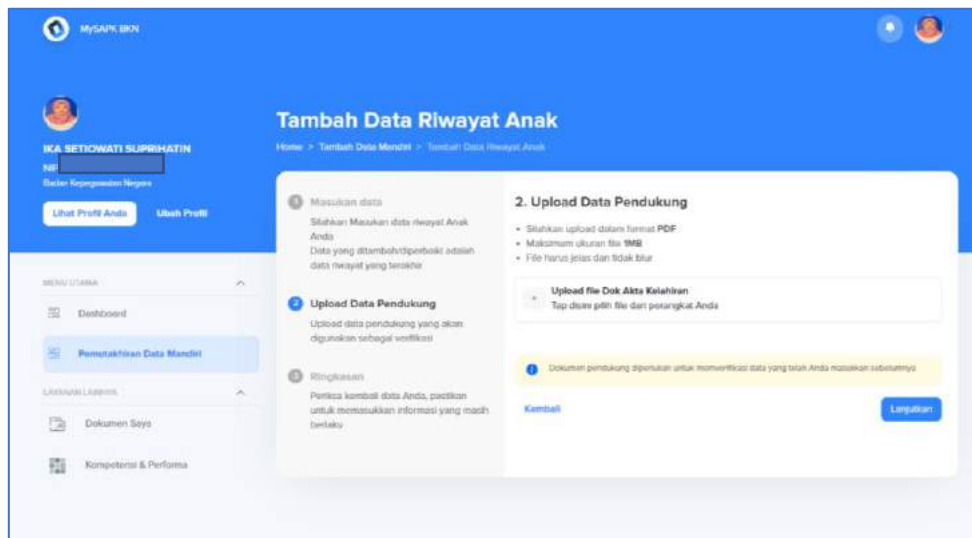 MySAPK BKN
IKA SETIOWATI SUPRIHATIN
NIP
Badan Kepegawaian Negara
Lihat Profil Anda
Ubah Profil
MENU UTAMA
Dashboard
Pemutakhiran Data Mandiri
LAYANAN LAINNYA
Dokumen Saya
Kompetensi & Performa
Tambah Data Riwayat Anak
Home > Tambah Data Mandiri > Tambah Data Riwayat Anak
1 Masukan data
Silahkan Masukan data riwayat Anak
Anda
Data yang ditambah/diperbaiki adalah
data riwayat yang terakhir
2 Upload Data Pendukung
Upload data pendukung yang akan
digunakan sebagai verifikasi
3 Ringkasan
Periksa kembali data Anda, pastikan
untuk memasukkan informasi yang masih
berlaku
2. Upload Data Pendukung
• Silahkan upload dalam format PDF
• Maksimum ukuran file 1MB
• File harus jelas dan tidak blur
+ Upload file Dok Akta Kelahiran
Tap disini pilih file dari perangkat Anda
Dokumen pendukung diperlukan untuk memverifikasi data yang telah Anda masukkan sebelumnya
Kembali
Lanjutkan